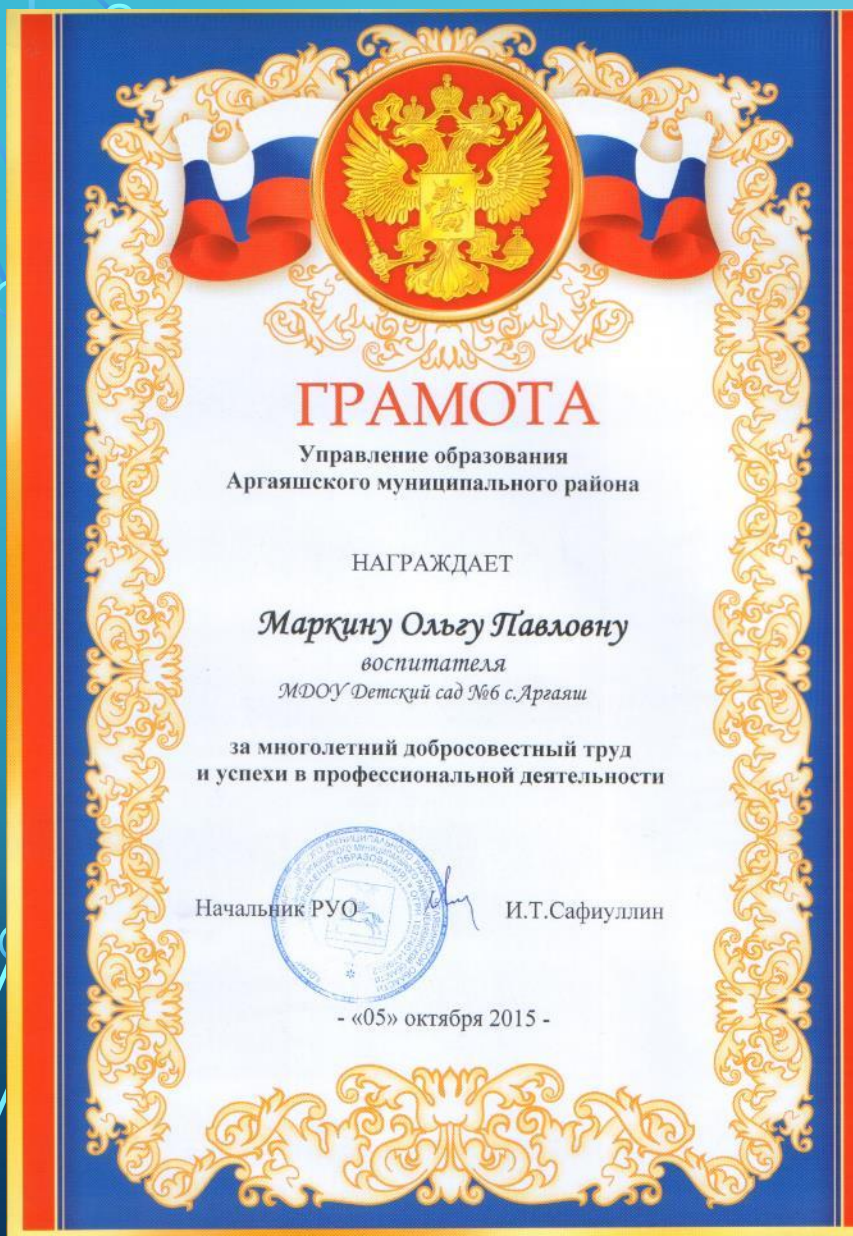 ГРАМОТА
Управление образования
Аргаяшского муниципального района
НАГРАЖДАЕТ
Маркину Ольгу Павловну
воспитателя
МДОУ Детский сад №6 с.Аргаяш
за многолетний добросовестный труд
и успехи в профессиональной деятельности
Начальник РУО И.Т.Сафиуллин
- «05» октября 2015 -